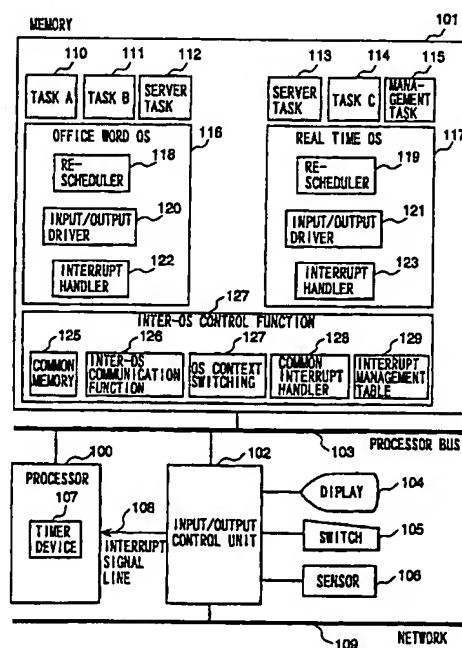 MEMORY
101
110
111
112
113
114
115
TASK A
TASK B
SERVER
TASK
SERVER
TASK
TASK C
MANA-
GEMENT
TASK
OFFICE WORD OS
116
REAL TIME OS
117
118
RE-
SCHEDULER
119
RE-
SCHEDULER
120
INPUT/OUTPUT
DRIVER
121
INPUT/OUTPUT
DRIVER
122
INTERRUPT
HANDLER
123
INTERRUPT
HANDLER
127
INTER-OS CONTROL FUNCTION
125
126
127
128
129
COMMON
MEMORY
INTER-OS
COMMUNICATION
FUNCTION
OS CONTEXT
SWITCHING
COMMON
INTERRUPT
HANDLER
INTERRUPT
MANAGEMENT
TABLE
103
PROCESSOR BUS
100
PROCESSOR
107
TIMER
DEVICE
108
INTERRUPT
SIGNAL
LINE
102
INPUT/OUTPUT
CONTROL UNIT
DIPLAY
104
SWITCH
105
SENSOR
106
109
NETWORK